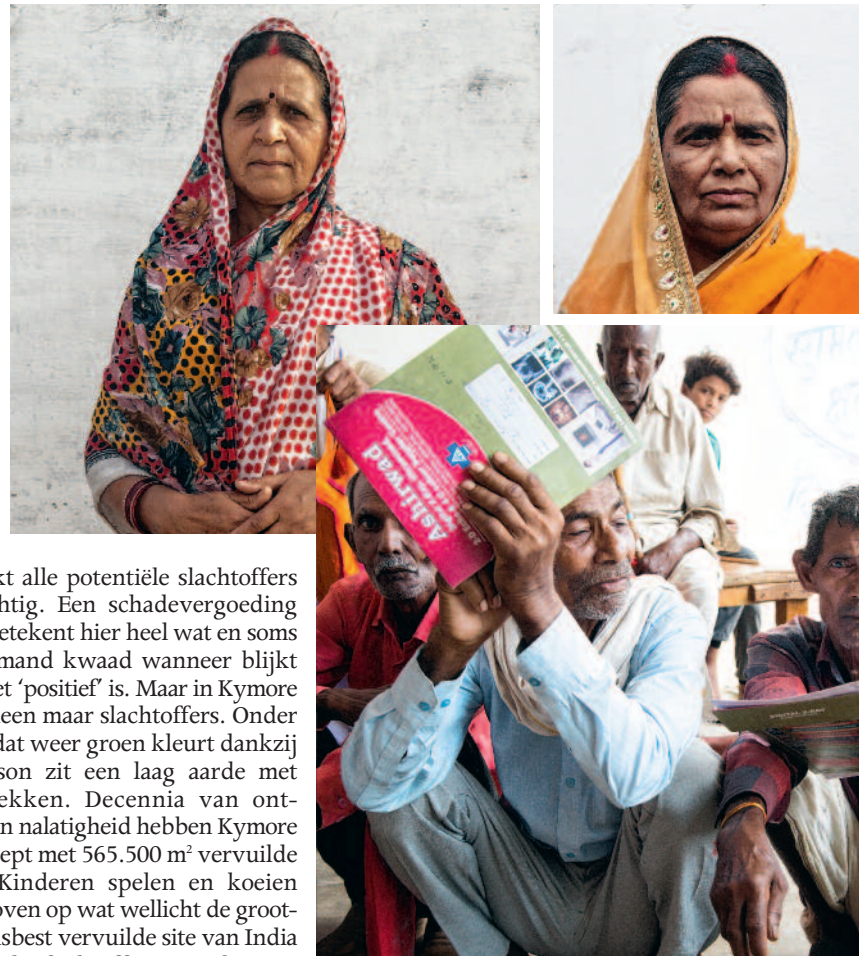 kt alle potentiële slachtoffers
htig. Een schadevergoeding
etekent hier heel wat en soms
mand kwaad wanneer blijkt
et ‘positief’ is. Maar in Kymore
een maar slachtoffers. Onder
dat weer groen kleurt dankzij
son zit een laag aarde met
ekken. Decennia van ont-
n nalatigheid hebben Kymore
ept met 565.500 m² vervuilde
Kinderen spelen en koeien
oven op wat wellicht de groot-
sbest vervuilde site van India
Ashirwad